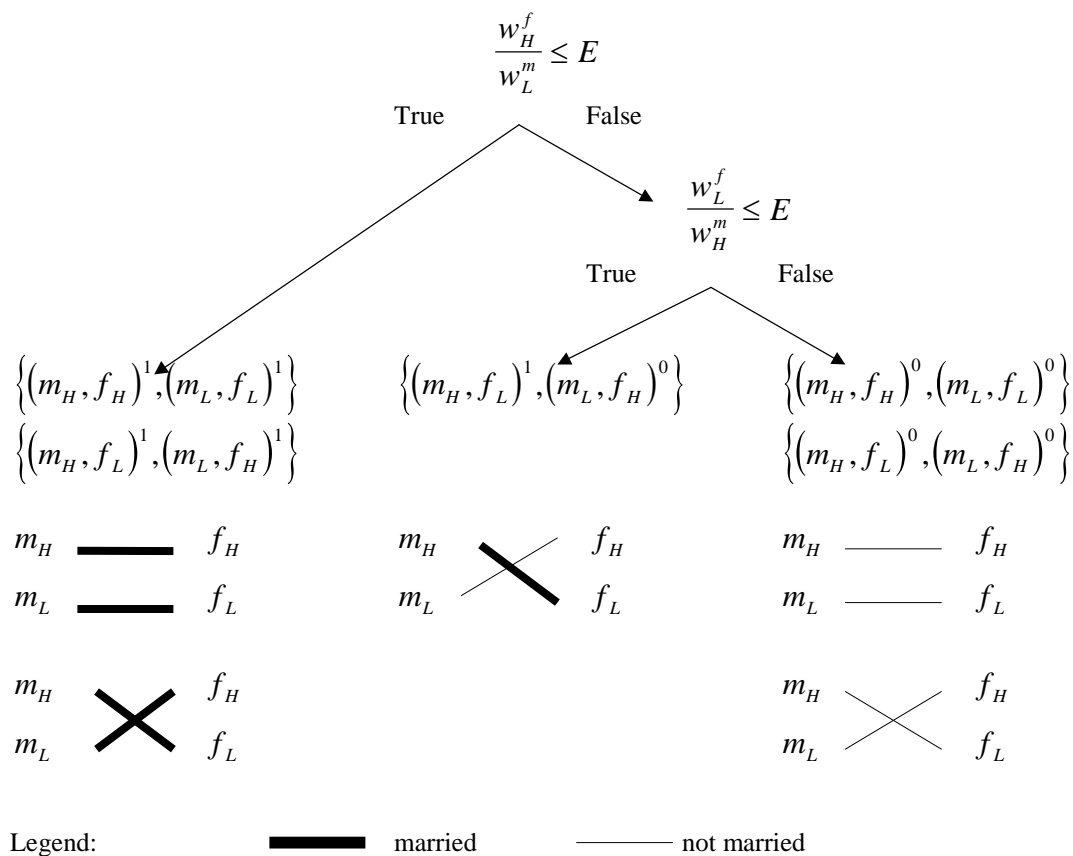 w_H^f / w_L^m ≤ E
True False
w_L^f / w_H^m ≤ E
True False
{(m_H, f_H)^1, (m_L, f_L)^1} {(m_H, f_L)^1, (m_L, f_H)^0} {(m_H, f_H)^0, (m_L, f_L)^0}
{(m_H, f_L)^1, (m_L, f_H)^1} {(m_H, f_L)^0, (m_L, f_H)^0}
m_H f_H m_H f_H m_H f_H
m_L f_L m_L f_L m_L f_L
m_H f_H m_H f_H
m_L f_L m_L f_L
Legend: married not married